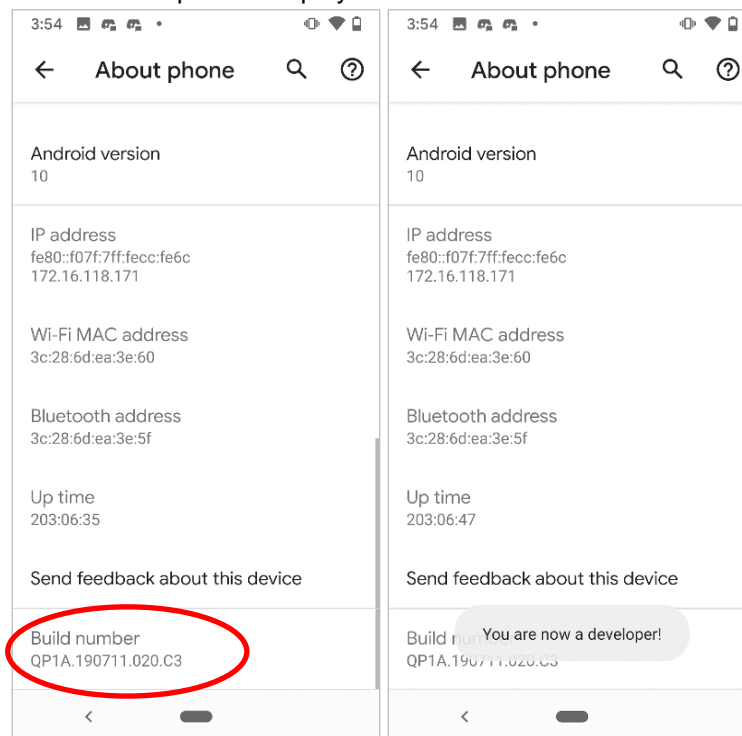 3:54
About phone
Android version
10
IP address
fe80::f07f:7ff:fecc:fe6c
172.16.118.171
Wi-Fi MAC address
3c:28:6d:ea:3e:60
Bluetooth address
3c:28:6d:ea:3e:5f
Up time
203:06:35
Send feedback about this device
Build number
QP1A.190711.020.C3
3:54
About phone
Android version
10
IP address
fe80::f07f:7ff:fecc:fe6c
172.16.118.171
Wi-Fi MAC address
3c:28:6d:ea:3e:60
Bluetooth address
3c:28:6d:ea:3e:5f
Up time
203:06:47
Send feedback about this device
Build
You are now a developer!
QP1A.190711.020.C3